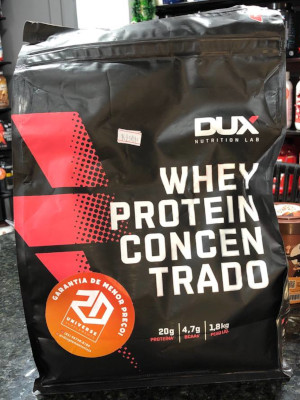 DUX
NUTRITION LAB
WHEY
PROTEIN
CONCEN
TRADO
GARANTIA DE MENOR PREÇO!
UNIVERSE
20g 4,7g 1,8kg
PROTEÍNA BCAAs PESO LÍQ.